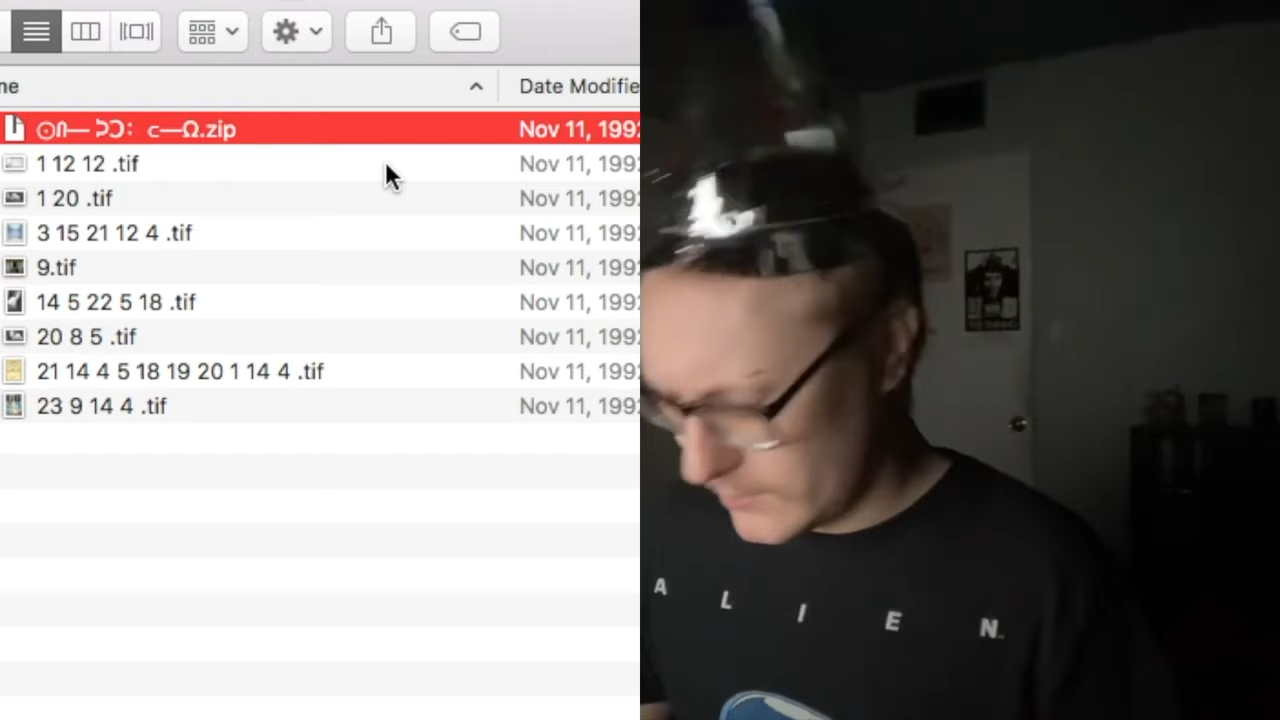 ne
Date Modifie
⊙ՈՈ— ᑐᑐ: ⊂—Ω.zip
Nov 11, 199
1 12 12 .tif
Nov 11, 199
1 20 .tif
Nov 11, 199
3 15 21 12 4 .tif
Nov 11, 199
9.tif
Nov 11, 199
14 5 22 5 18 .tif
Nov 11, 199
20 8 5 .tif
Nov 11, 199
21 14 4 5 18 19 20 1 14 4 .tif
Nov 11, 199
23 9 14 4 .tif
Nov 11, 199
A L I E N